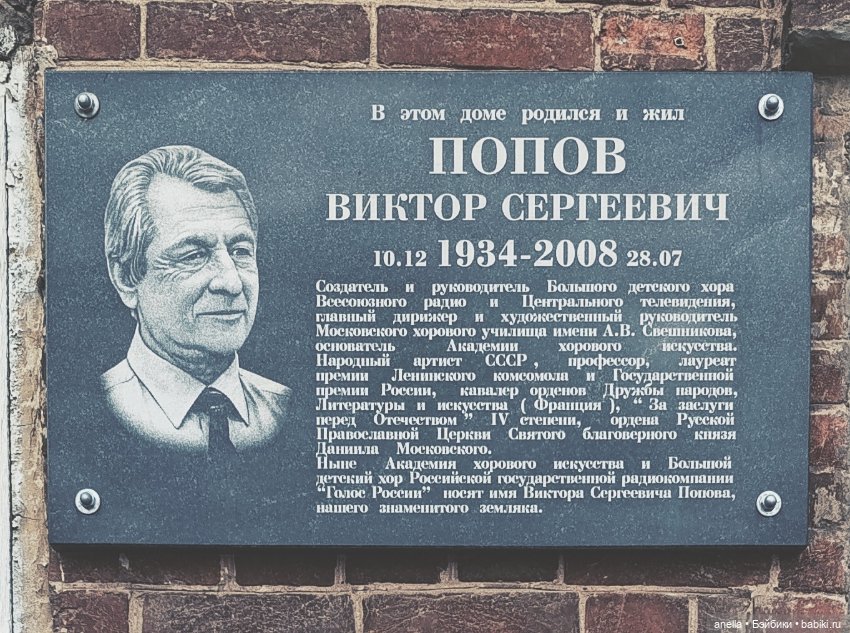 В этом доме родился и жил
ПОПОВ
ВИКТОР СЕРГЕЕВИЧ
10.12 1934-2008 28.07
Создатель и руководитель Большого детского хора
Всесоюзного радио и Центрального телевидения,
главный дирижер и художественный руководитель
Московского хорового училища имени А.В. Свешникова,
основатель Академии хорового искусства.
Народный артист СССР, профессор, лауреат
премии Ленинского комсомола и Государственной
премии России, кавалер орденов Дружбы народов,
Литературы и искусства ( Франция ), “ За заслуги
перед Отечеством ” IV степени, ордена Русской
Православной Церкви Святого благоверного князя
Даниила Московского.
Ныне Академия хорового искусства и Большой
детский хор Российской государственной радиокомпании
“Голос России” носят имя Виктора Сергеевича Попова,
нашего знаменитого земляка.
anella • Бэйбики • babiki.ru